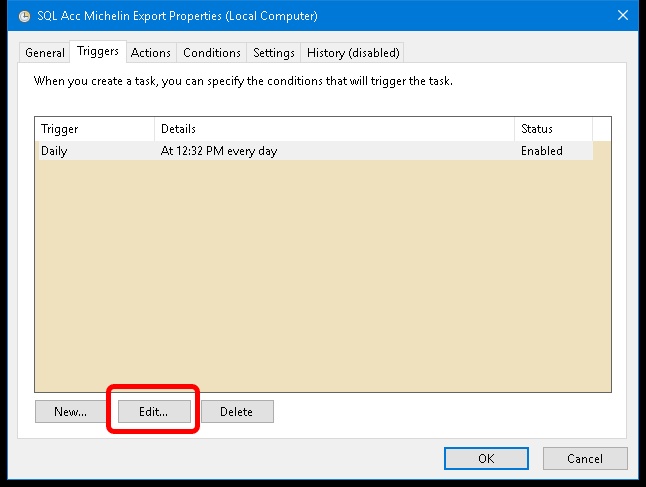 SQL Acc Michelin Export Properties (Local Computer)
General Triggers Actions Conditions Settings History (disabled)
When you create a task, you can specify the conditions that will trigger the task.
Trigger Details Status
Daily At 12:32 PM every day Enabled
New... Edit... Delete
OK Cancel